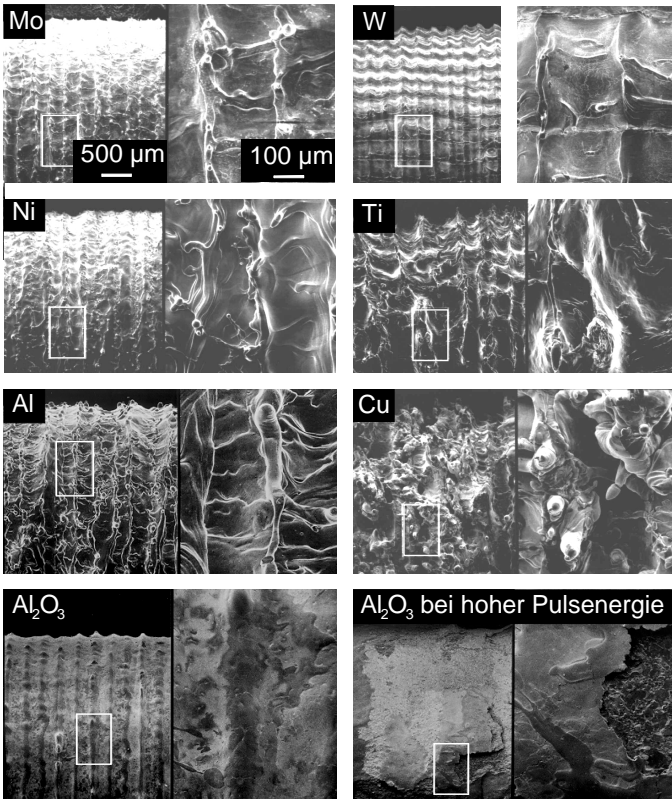 Mo
W
500 µm
100 µm
Ni
Ti
Al
Cu
Al₂O₃
Al₂O₃ bei hoher Pulsenergie